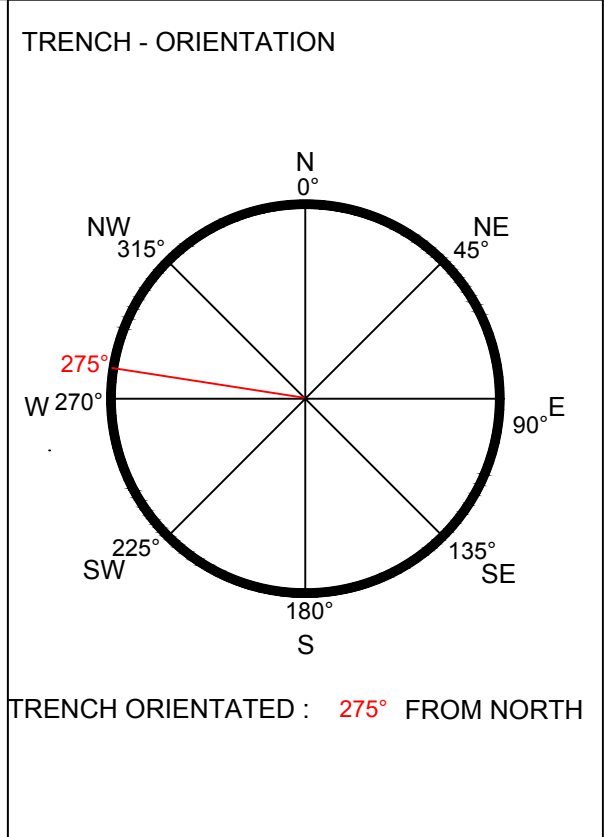 TRENCH - ORIENTATION
N
0°
NW
NE
315°
45°
275°
W 270°
90° E
225°
135°
SW
SE
180°
S
TRENCH ORIENTATED : 275° FROM NORTH